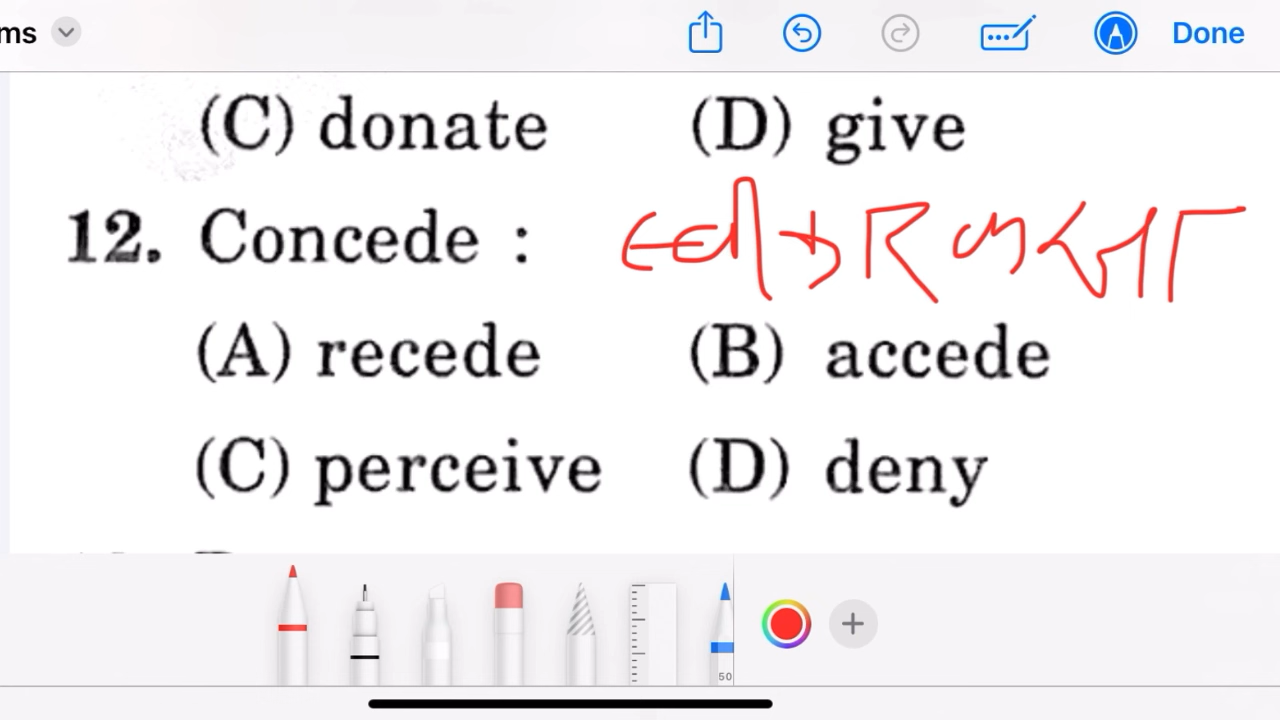 ms
Done
(C) donate (D) give
12. Concede :
(A) recede (B) accede
(C) perceive (D) deny
50